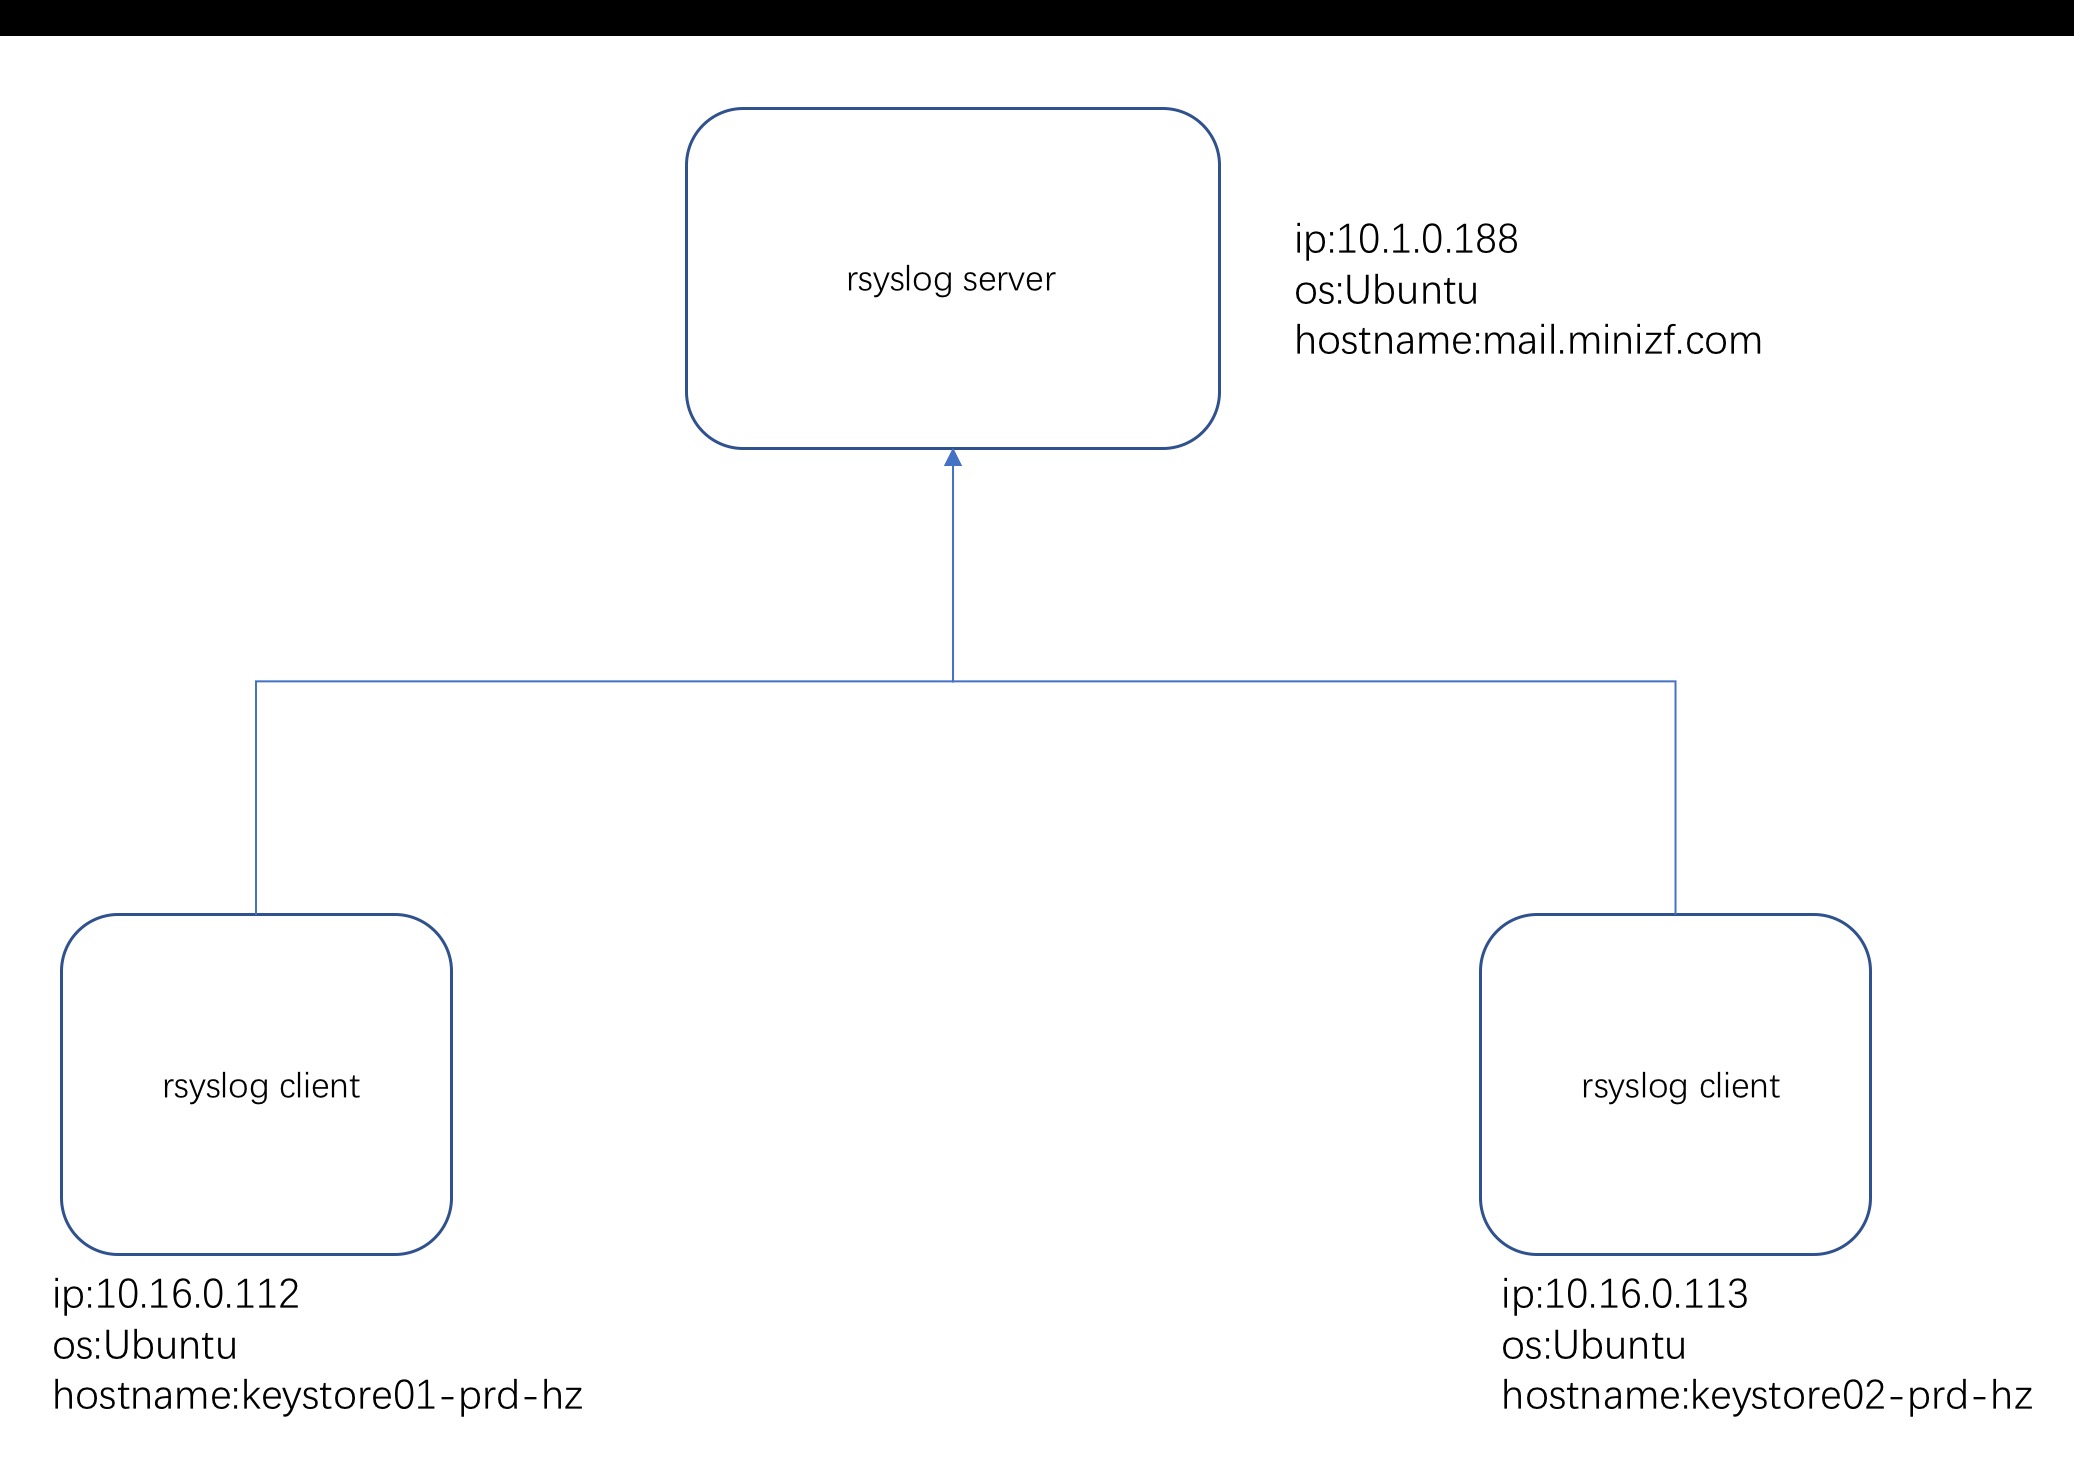 rsyslog server
ip:10.1.0.188
os:Ubuntu
hostname:mail.minizf.com
rsyslog client
ip:10.16.0.112
os:Ubuntu
hostname:keystore01-prd-hz
rsyslog client
ip:10.16.0.113
os:Ubuntu
hostname:keystore02-prd-hz